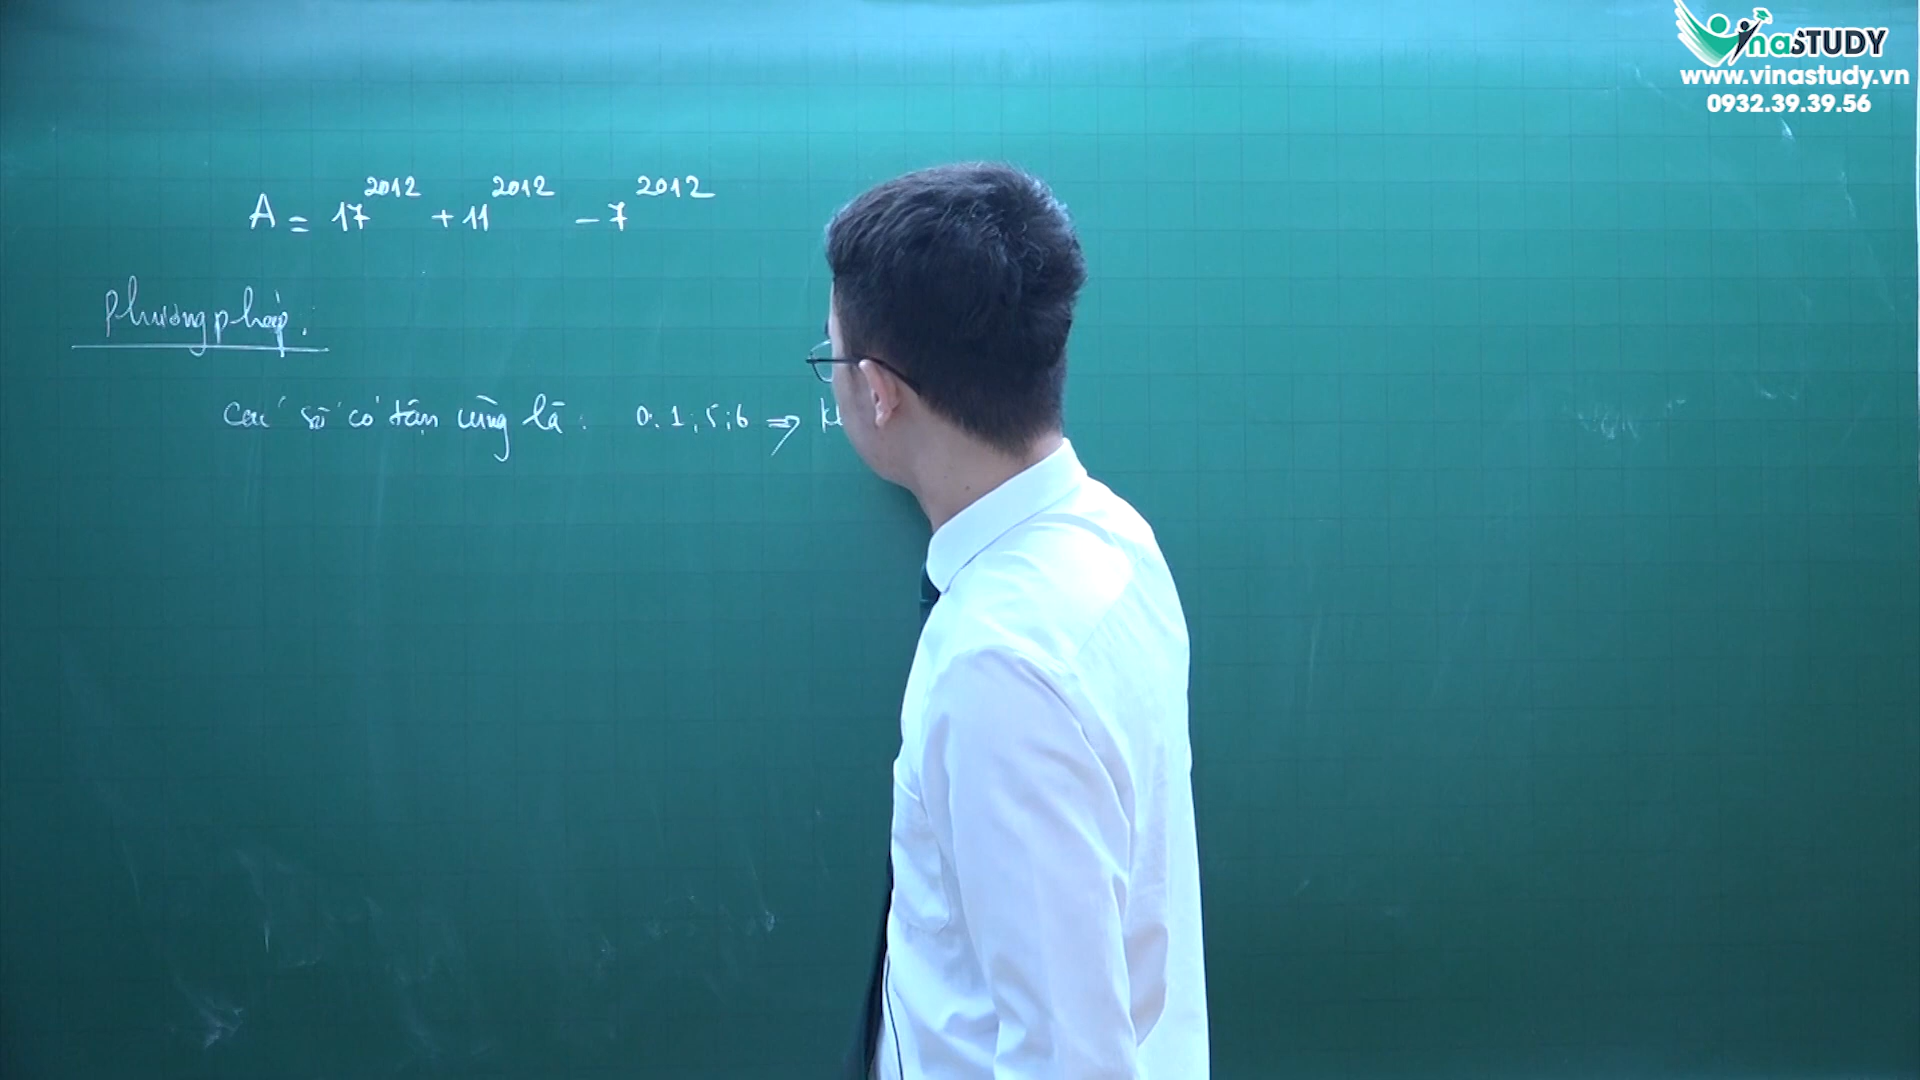 VinaSTUDY
www.vinastudy.vn
0932.39.39.56
A = 17^2012 + 11^2012 - 7^2012
Phương pháp:
Các số có tận cùng là: 0; 1; 5; 6 ⇒